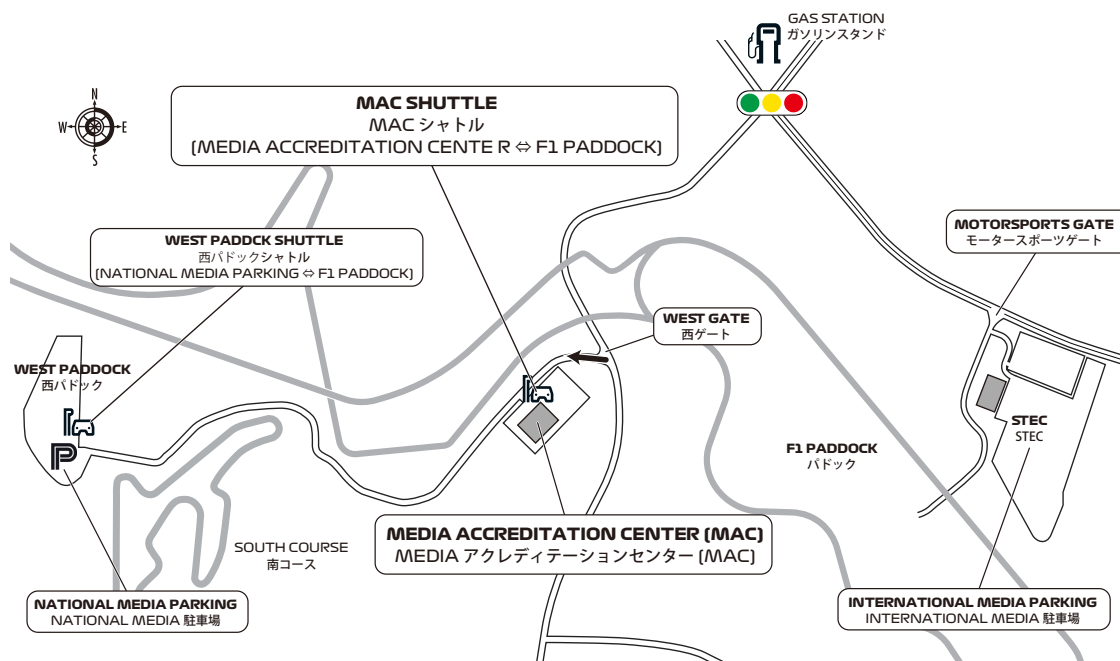 GAS STATION
ガソリンスタンド
N
W
E
S
MAC SHUTTLE
MAC シャトル
(MEDIA ACCREDITATION CENTE R ⇔ F1 PADDOCK)
MOTORSPORTS GATE
モータースポーツゲート
WEST PADDCK SHUTTLE
西パドックシャトル
(NATIONAL MEDIA PARKING ⇔ F1 PADDOCK)
WEST GATE
西ゲート
WEST PADDOCK
西パドック
P
STEC
STEC
F1 PADDOCK
パドック
MEDIA ACCREDITATION CENTER (MAC)
MEDIA アクレディテーションセンター (MAC)
SOUTH COURSE
南コース
NATIONAL MEDIA PARKING
NATIONAL MEDIA 駐車場
INTERNATIONAL MEDIA PARKING
INTERNATIONAL MEDIA 駐車場